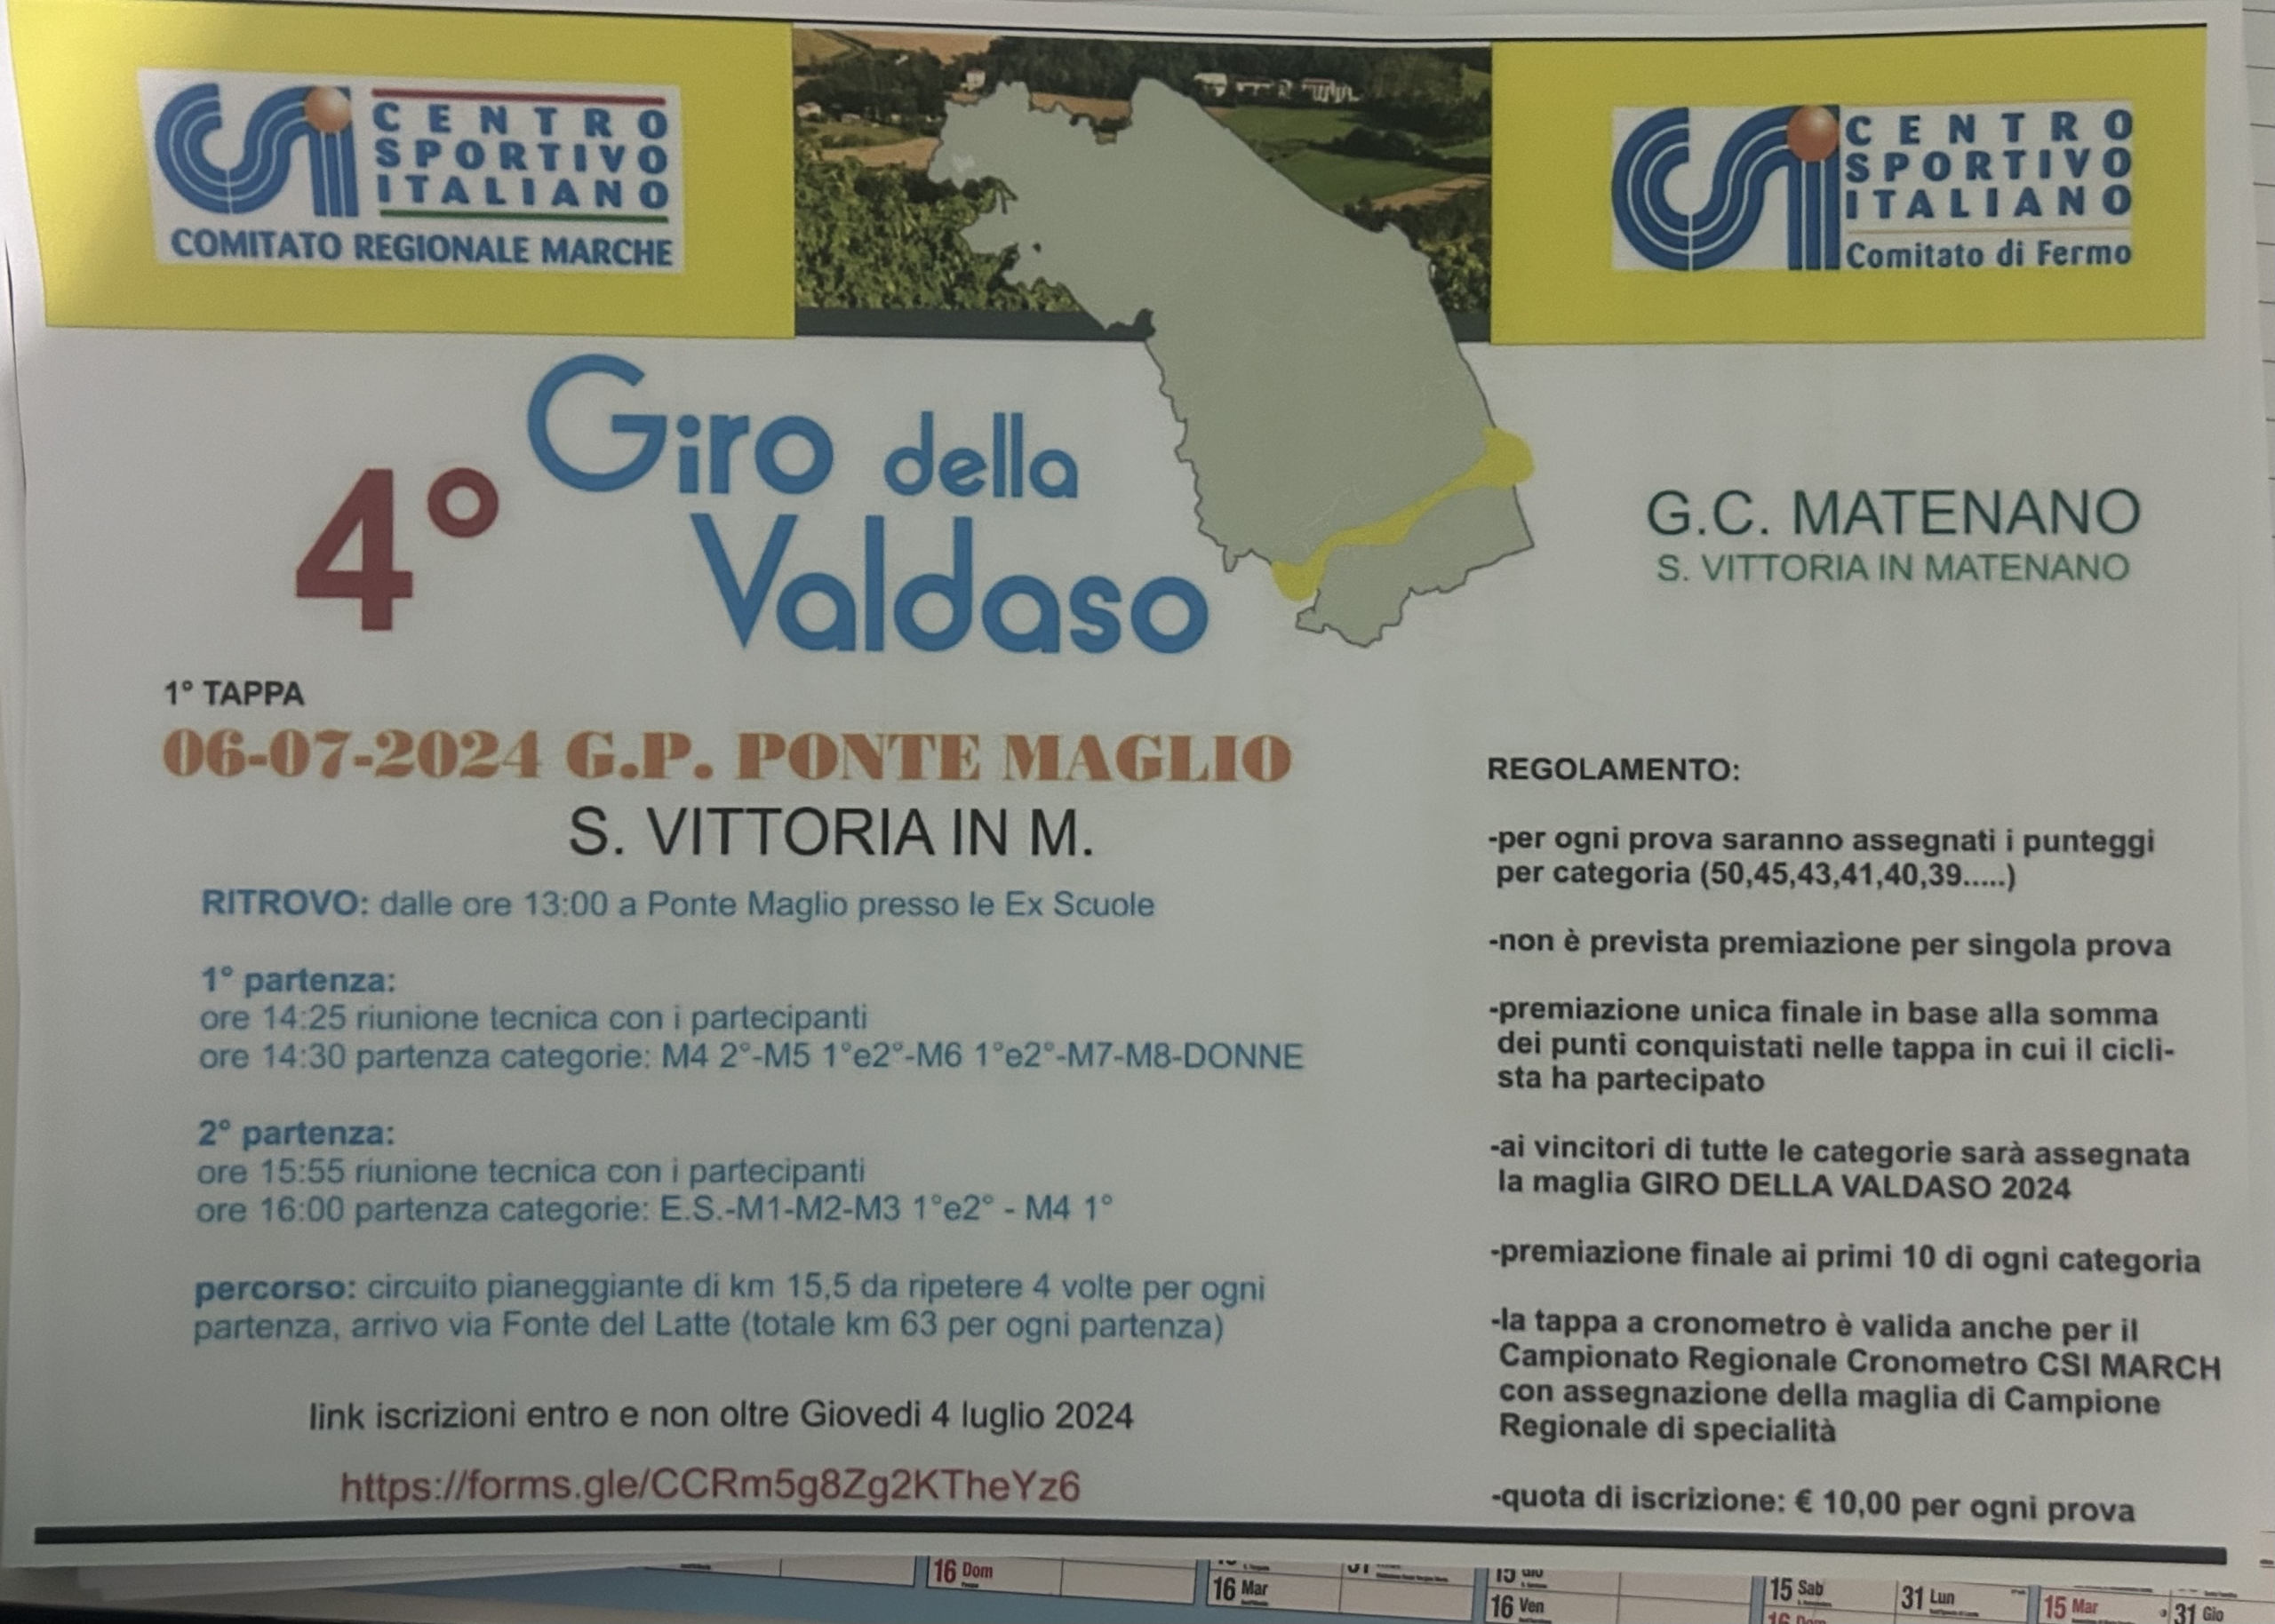 CSI CENTRO
SPORTIVO
ITALIANO
COMITATO REGIONALE MARCHE
CSI CENTRO
SPORTIVO
ITALIANO
Comitato di Fermo
4° Giro della
Valdaso
G.C. MATENANO
S. VITTORIA IN MATENANO
1° TAPPA
06-07-2024 G.P. PONTE MAGLIO
S. VITTORIA IN M.
RITROVO: dalle ore 13:00 a Ponte Maglio presso le Ex Scuole
1° partenza:
ore 14:25 riunione tecnica con i partecipanti
ore 14:30 partenza categorie: M4 2°-M5 1°e2°-M6 1°e2°-M7-M8-DONNE
2° partenza:
ore 15:55 riunione tecnica con i partecipanti
ore 16:00 partenza categorie: E.S.-M1-M2-M3 1°e2° - M4 1°
percorso: circuito pianeggiante di km 15,5 da ripetere 4 volte per ogni
partenza, arrivo via Fonte del Latte (totale km 63 per ogni partenza)
link iscrizioni entro e non oltre Giovedi 4 luglio 2024
https://forms.gle/CCRm5g8Zg2KTheYz6
REGOLAMENTO:
-per ogni prova saranno assegnati i punteggi
per categoria (50,45,43,41,40,39.....)
-non è prevista premiazione per singola prova
-premiazione unica finale in base alla somma
dei punti conquistati nelle tappa in cui il cicli-
sta ha partecipato
-ai vincitori di tutte le categorie sarà assegnata
la maglia GIRO DELLA VALDASO 2024
-premiazione finale ai primi 10 di ogni categoria
-la tappa a cronometro è valida anche per il
Campionato Regionale Cronometro CSI MARCH
con assegnazione della maglia di Campione
Regionale di specialità
-quota di iscrizione: € 10,00 per ogni prova
16 Dom
16 Mar
15 Gio
16 Ven
15 Sab
16 Dom
31 Lun
15 Mar
31 Gio